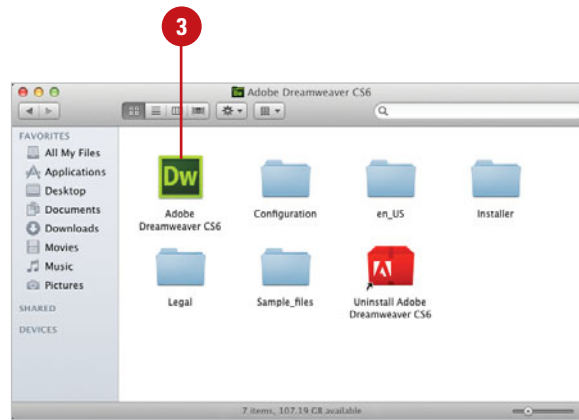 3
Adobe Dreamweaver CS6
FAVORITES
All My Files
Applications
Desktop
Documents
Downloads
Movies
Music
Pictures
SHARED
DEVICES
Dw
Adobe
Dreamweaver CS6
Configuration
en_US
Installer
Legal
Sample_files
Uninstall Adobe
Dreamweaver CS6
7 items, 107.19 GB available